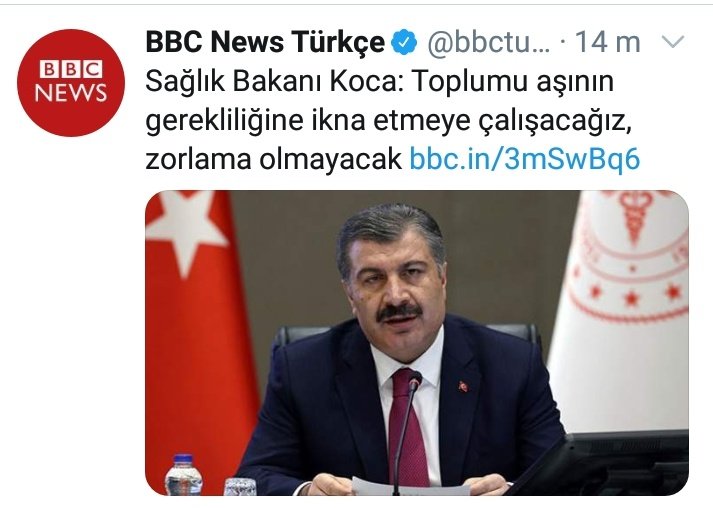 BBC NEWS
BBC News Türkçe @bbctu... · 14 m
Sağlık Bakanı Koca: Toplumu aşının
gerekliliğine ikna etmeye çalışacağız,
zorlama olmayacak bbc.in/3mSwBq6